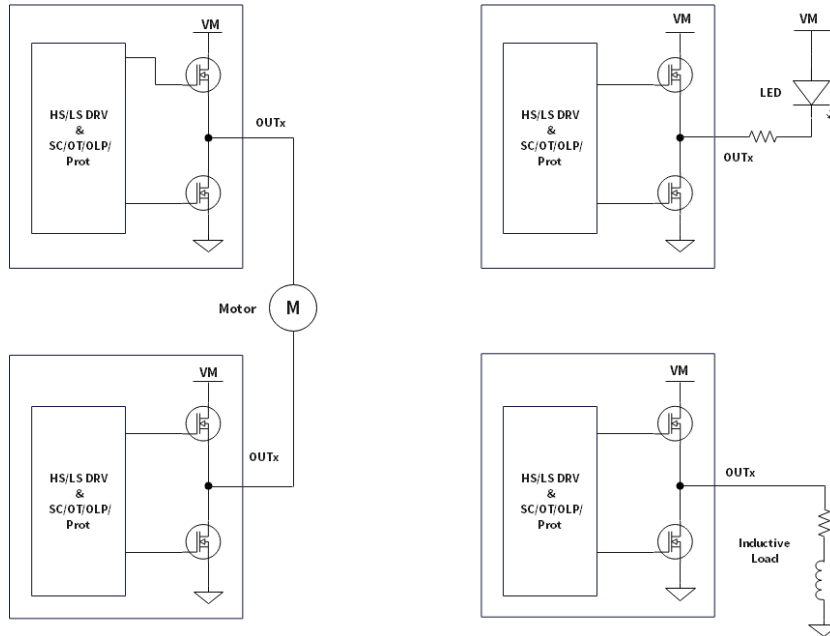 VM
HS/LS DRV
&
SC/OT/OLP/
Prot
OUTx
VM
HS/LS DRV
&
SC/OT/OLP/
Prot
OUTx
VM
LED
Motor
M
VM
HS/LS DRV
&
SC/OT/OLP/
Prot
OUTx
VM
HS/LS DRV
&
SC/OT/OLP/
Prot
OUTx
Inductive
Load